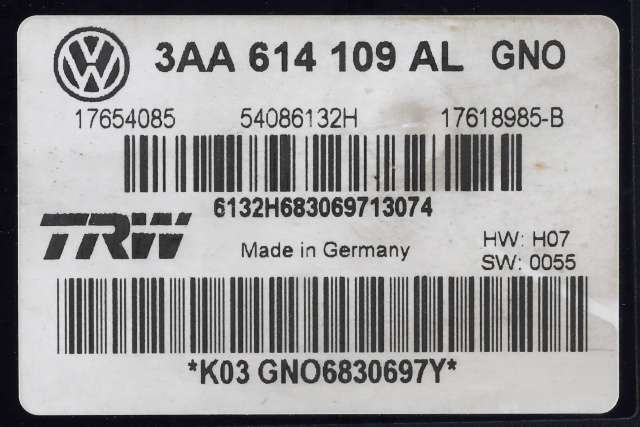 3AA 614 109 AL GNO
17654085 54086132H 17618985-B
6132H683069713074
TRW Made in Germany HW: H07
SW: 0055
*K03 GNO6830697Y*